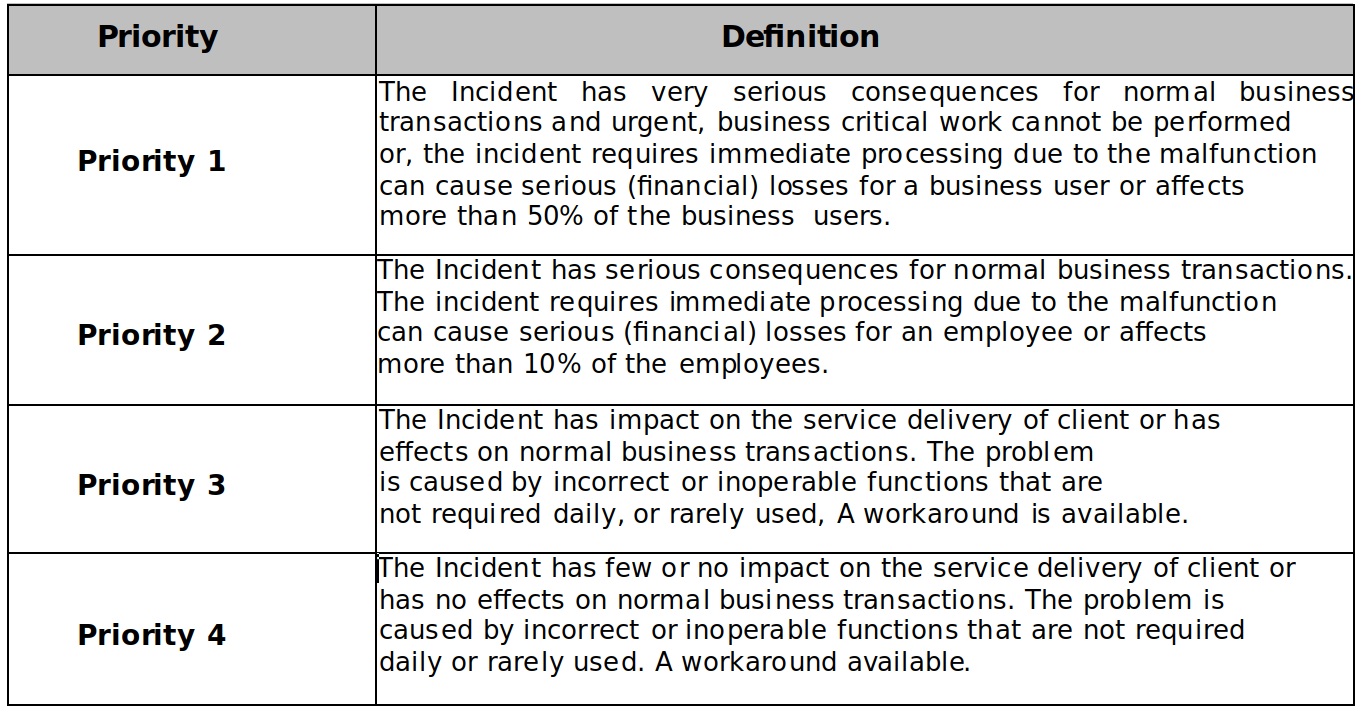 Priority
Definition
Priority 1
The Incident has very serious consequences for normal business
transactions and urgent, business critical work cannot be performed
or, the incident requires immediate processing due to the malfunction
can cause serious (financial) losses for a business user or affects
more than 50% of the business users.
Priority 2
The Incident has serious consequences for normal business transactions.
The incident requires immediate processing due to the malfunction
can cause serious (financial) losses for an employee or affects
more than 10% of the employees.
Priority 3
The Incident has impact on the service delivery of client or has
effects on normal business transactions. The problem
is caused by incorrect or inoperable functions that are
not required daily, or rarely used, A workaround is available.
Priority 4
The Incident has few or no impact on the service delivery of client or
has no effects on normal business transactions. The problem is
caused by incorrect or inoperable functions that are not required
daily or rarely used. A workaround available.